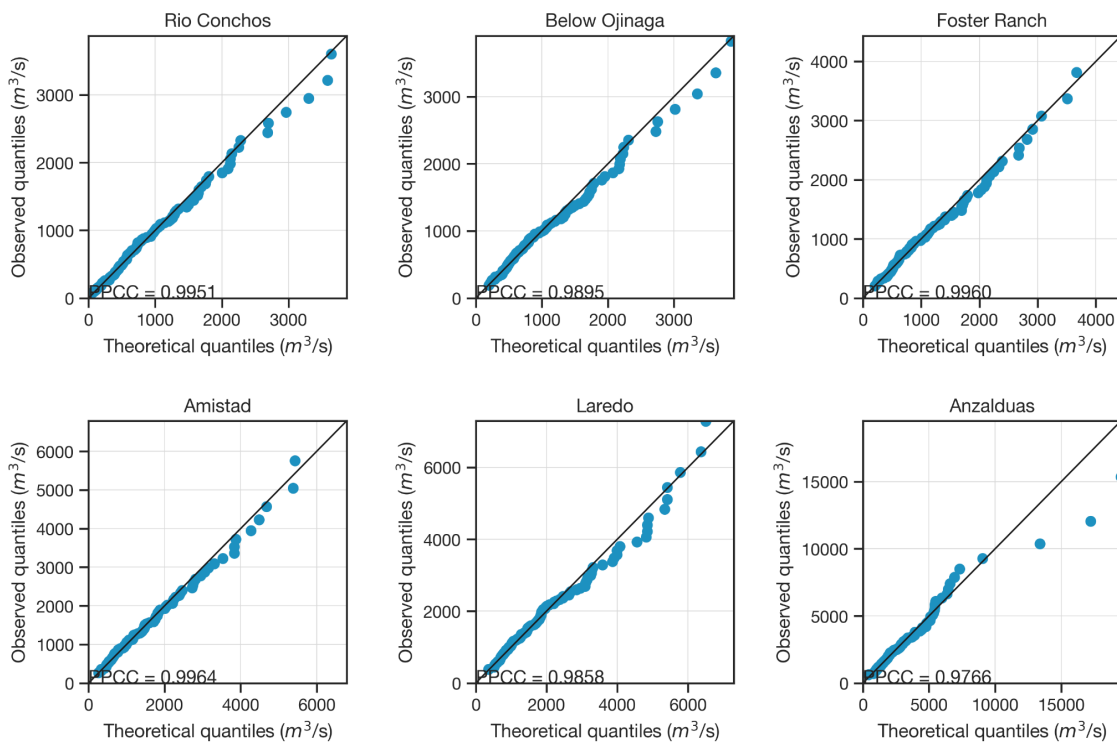 Rio Conchos
Below Ojinaga
Foster Ranch
Observed quantiles (m³/s)
3000
2000
1000
0
PPCC = 0.9951
0 1000 2000 3000
Theoretical quantiles (m³/s)
Observed quantiles (m³/s)
3000
2000
1000
0
PPCC = 0.9895
0 1000 2000 3000
Theoretical quantiles (m³/s)
Observed quantiles (m³/s)
4000
3000
2000
1000
0
PPCC = 0.9960
0 1000 2000 3000 4000
Theoretical quantiles (m³/s)
Amistad
Laredo
Anzalduas
Observed quantiles (m³/s)
6000
5000
4000
3000
2000
1000
0
PPCC = 0.9964
0 2000 4000 6000
Theoretical quantiles (m³/s)
Observed quantiles (m³/s)
6000
4000
2000
0
PPCC = 0.9858
0 2000 4000 6000
Theoretical quantiles (m³/s)
Observed quantiles (m³/s)
15000
10000
5000
0
PPCC = 0.9766
0 5000 10000 15000
Theoretical quantiles (m³/s)